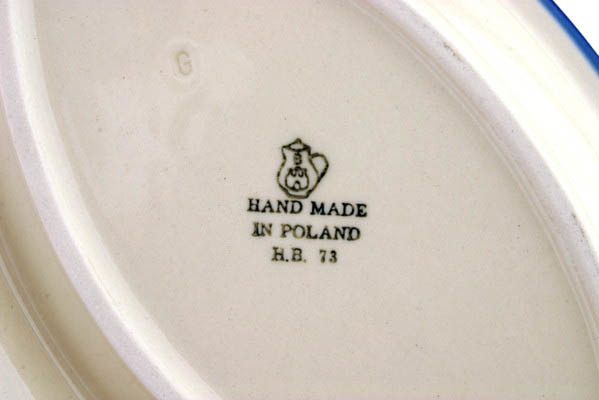 G
B
HAND MADE
IN POLAND
H.B. 73